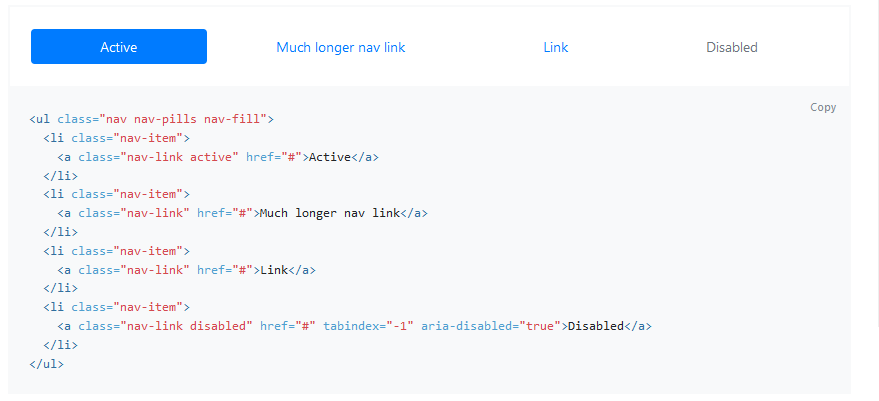 Active Much longer nav link Link Disabled
Copy
<ul class="nav nav-pills nav-fill">
  <li class="nav-item">
    <a class="nav-link active" href="#">Active</a>
  </li>
  <li class="nav-item">
    <a class="nav-link" href="#">Much longer nav link</a>
  </li>
  <li class="nav-item">
    <a class="nav-link" href="#">Link</a>
  </li>
  <li class="nav-item">
    <a class="nav-link disabled" href="#" tabindex="-1" aria-disabled="true">Disabled</a>
  </li>
</ul>